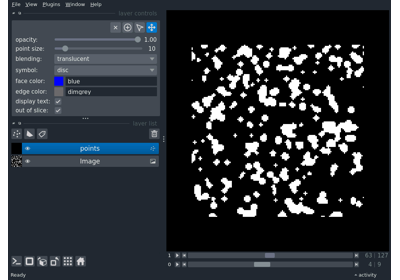 File View Plugins Window Help
layer controls
opacity: 1.00
point size: 10
blending: translucent
symbol: disc
face color: blue
edge color: dimgrey
display text:
out of slice:
layer list
points
Image
1 63 127
0 4 9
Ready activity